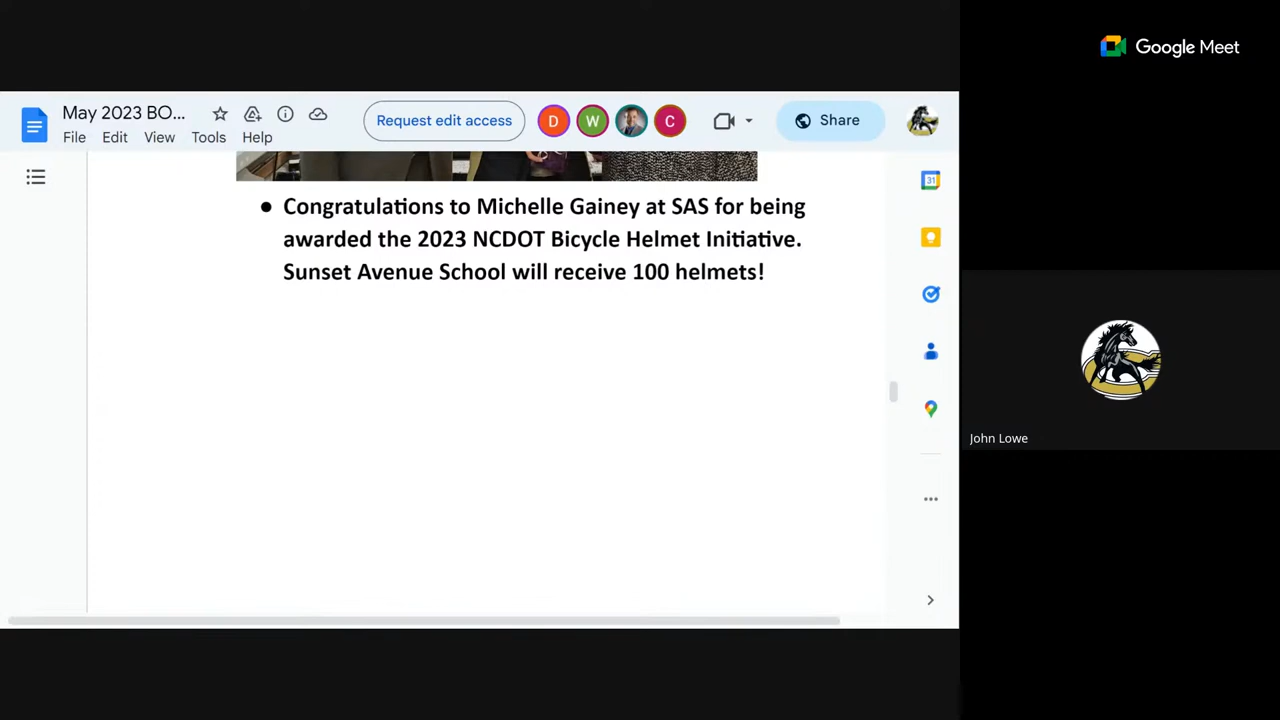 Google Meet
May 2023 BO...
File Edit View Tools Help
Request edit access
D W C
Share
31
● Congratulations to Michelle Gainey at SAS for being
awarded the 2023 NCDOT Bicycle Helmet Initiative.
Sunset Avenue School will receive 100 helmets!
John Lowe